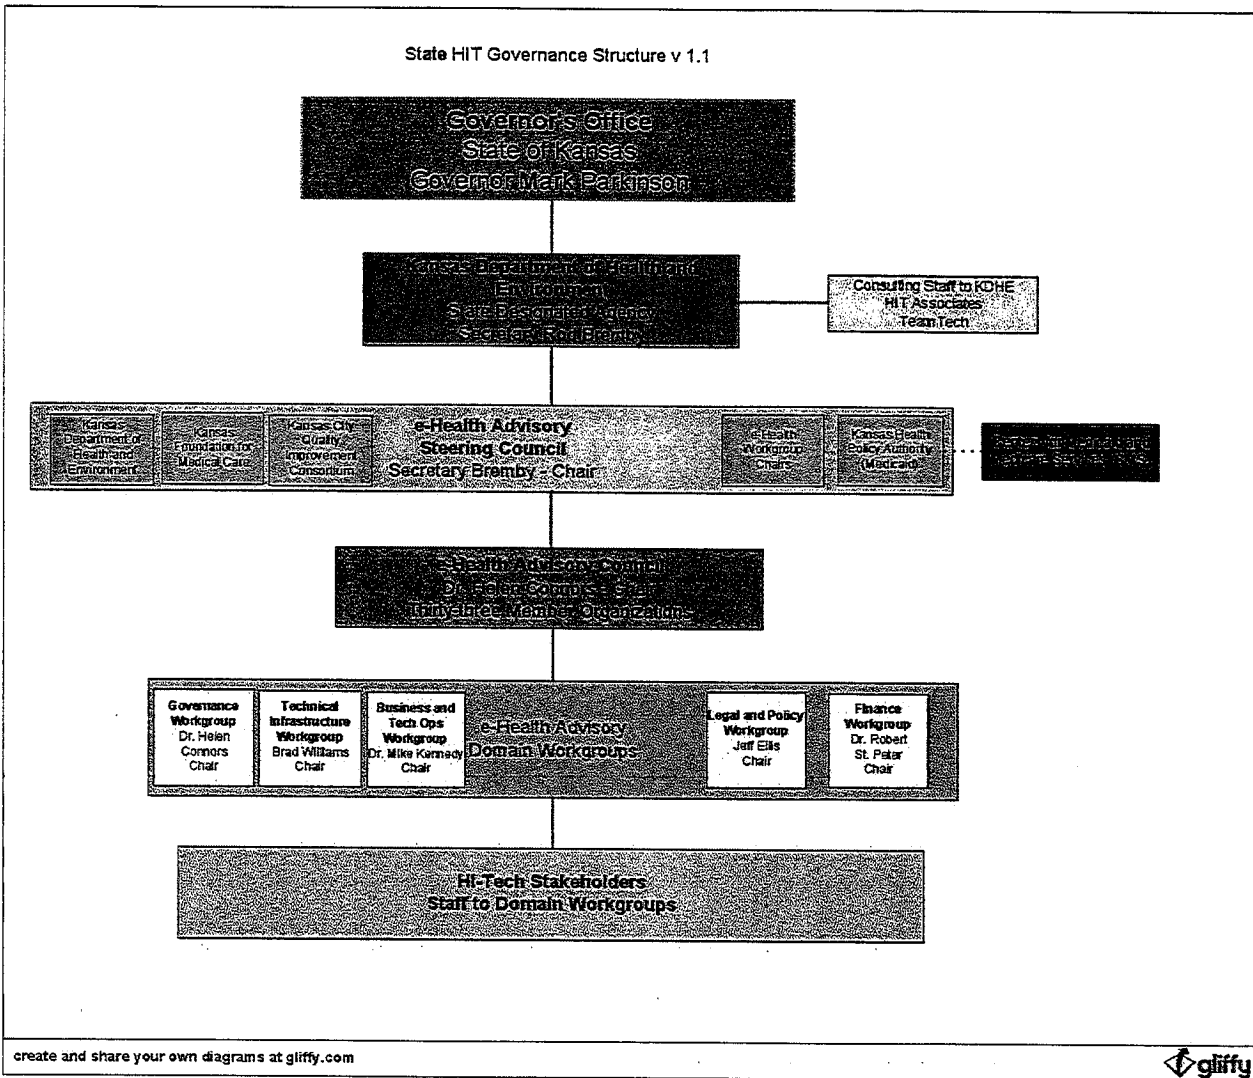 State HIT Governance Structure v 1.1
Governor's Office
State of Kansas
Governor Mark Parkinson
Kansas Department of Health and
Environment
State Designated Agency
Secretary Rod Bremby
Consulting Staff to KDHE
HIT Associates
TeamTech
Kansas
Department of
Health and
Environment
Kansas
Foundation for
Medical Care
Kansas City
Quality
Improvement
Consortium
e-Health Advisory
Steering Council
Secretary Bremby - Chair
e-Health
Workgroup
Chairs
Kansas Health
Policy Authority
(Medicaid)
e-Health Advisory Council
Dr. Helen Connors - Chair
Thirty-three Member Organizations
Governance
Workgroup
Dr. Helen
Connors
Chair
Technical
Infrastructure
Workgroup
Brad Williams
Chair
Business and
Tech Ops
Workgroup
Dr. Mike Kennedy
Chair
e-Health Advisory
Domain Workgroups
Legal and Policy
Workgroup
Jeff Ellis
Chair
Finance
Workgroup
Dr. Robert
St. Peter
Chair
Hi-Tech Stakeholders
Staff to Domain Workgroups
create and share your own diagrams at gliffy.com
gliffy